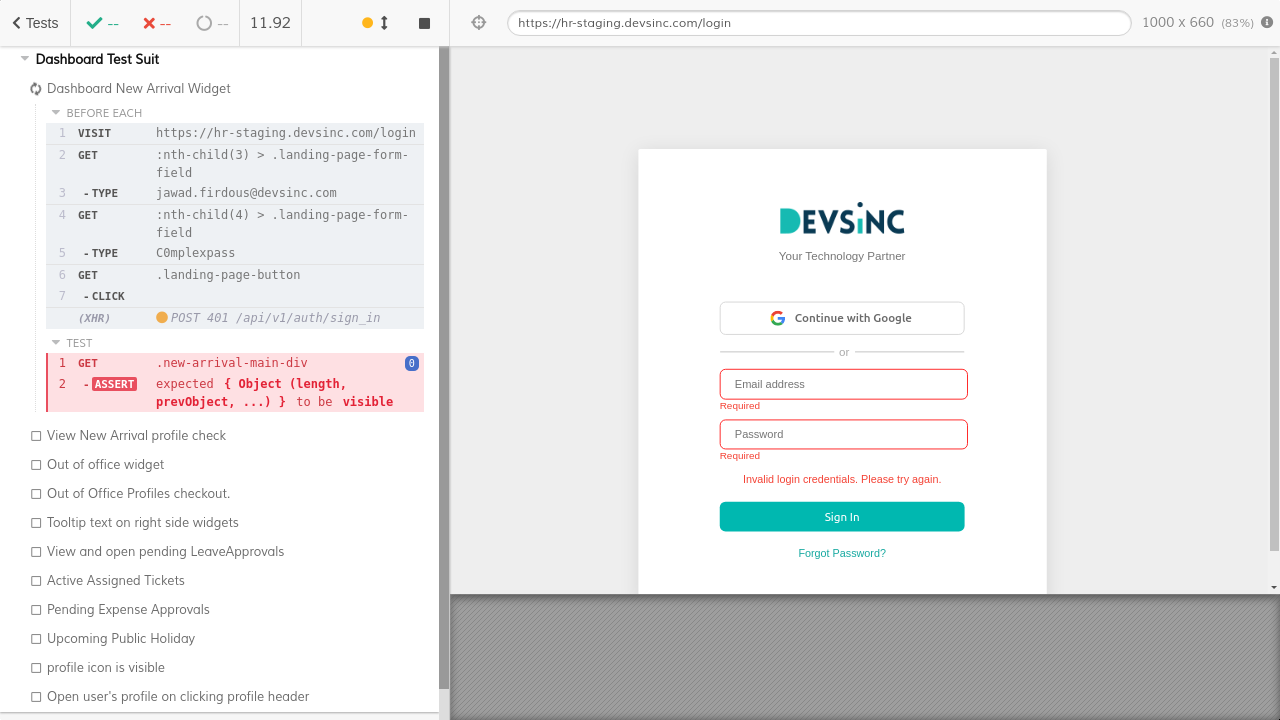 Tests
--
--
--
11.92
https://hr-staging.devsinc.com/login
1000 x 660 (83%)
Dashboard Test Suit
Dashboard New Arrival Widget
BEFORE EACH
1 VISIT https://hr-staging.devsinc.com/login
2 GET :nth-child(3) > .landing-page-form-
field
3 -TYPE jawad.firdous@devsinc.com
4 GET :nth-child(4) > .landing-page-form-
field
5 -TYPE C0mplexpass
6 GET .landing-page-button
7 -CLICK
(XHR) POST 401 /api/v1/auth/sign_in
TEST
1 GET .new-arrival-main-div 0
2 -ASSERT expected { Object (length,
prevObject, ...) } to be visible
View New Arrival profile check
Out of office widget
Out of Office Profiles checkout.
Tooltip text on right side widgets
View and open pending LeaveApprovals
Active Assigned Tickets
Pending Expense Approvals
Upcoming Public Holiday
profile icon is visible
Open user's profile on clicking profile header
DEVSiNC
Your Technology Partner
Continue with Google
or
Email address
Required
Password
Required
Invalid login credentials. Please try again.
Sign In
Forgot Password?